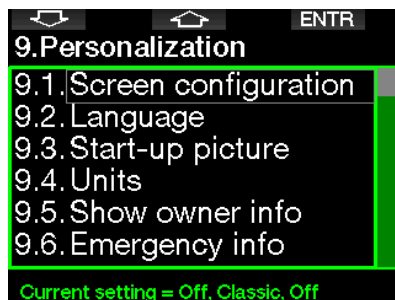 ENTR
9.Personalization
9.1.Screen configuration
9.2.Language
9.3.Start-up picture
9.4.Units
9.5.Show owner info
9.6.Emergency info
Current setting = Off, Classic, Off